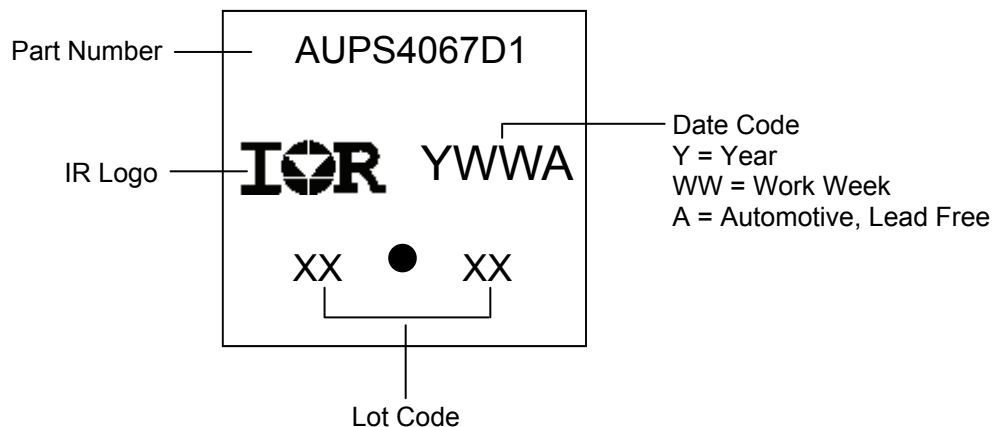 Part Number
AUPS4067D1
IR Logo
IOR
YWWA
Date Code
Y = Year
WW = Work Week
A = Automotive, Lead Free
XX ● XX
Lot Code